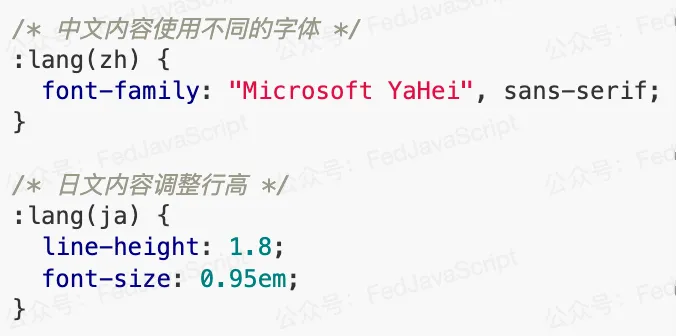 /* 中文内容使用不同的字体 */
:lang(zh) {
  font-family: "Microsoft YaHei", sans-serif;
}

/* 日文内容调整行高 */
:lang(ja) {
  line-height: 1.8;
  font-size: 0.95em;
}
公众号：FedJavaScript